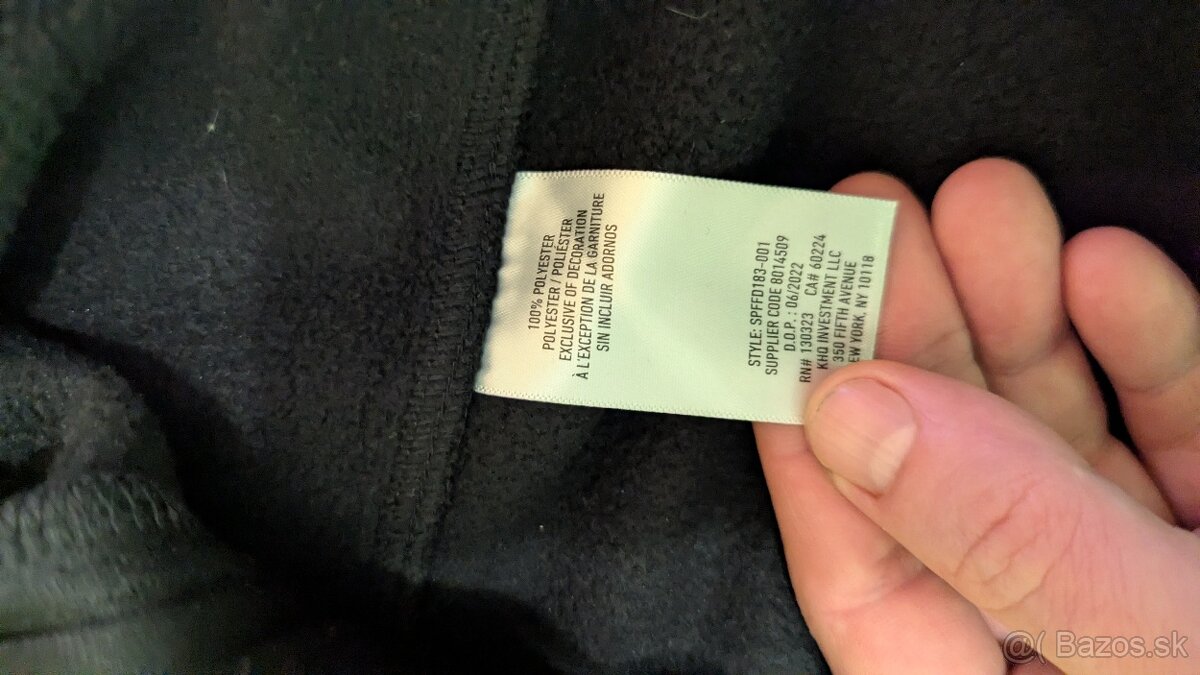 100% POLYESTER
POLYESTER / POLIÉSTER
EXCLUSIVE OF DECORATION
À L'EXCEPTION DE LA GARNITURE
SIN INCLUIR ADORNOS
STYLE: SPFFD183-001
SUPPLIER CODE 8014509
D.O.P. : 06/2022
RN# 130323 CA# 60224
KHQ INVESTMENT LLC
350 FIFTH AVENUE
EW YORK, NY 10118
Bazos.sk